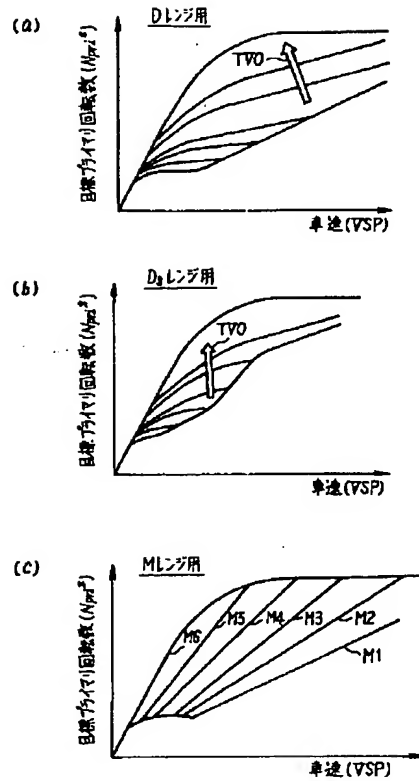 (a)
Dレンジ用
TVO
目標プライマリ回転数(Npri*)
車速(VSP)
(b)
Dsレンジ用
TVO
目標プライマリ回転数(Npri*)
車速(VSP)
(c)
Mレンジ用
M6
M5
M4
M3
M2
M1
目標プライマリ回転数(Npri*)
車速(VSP)